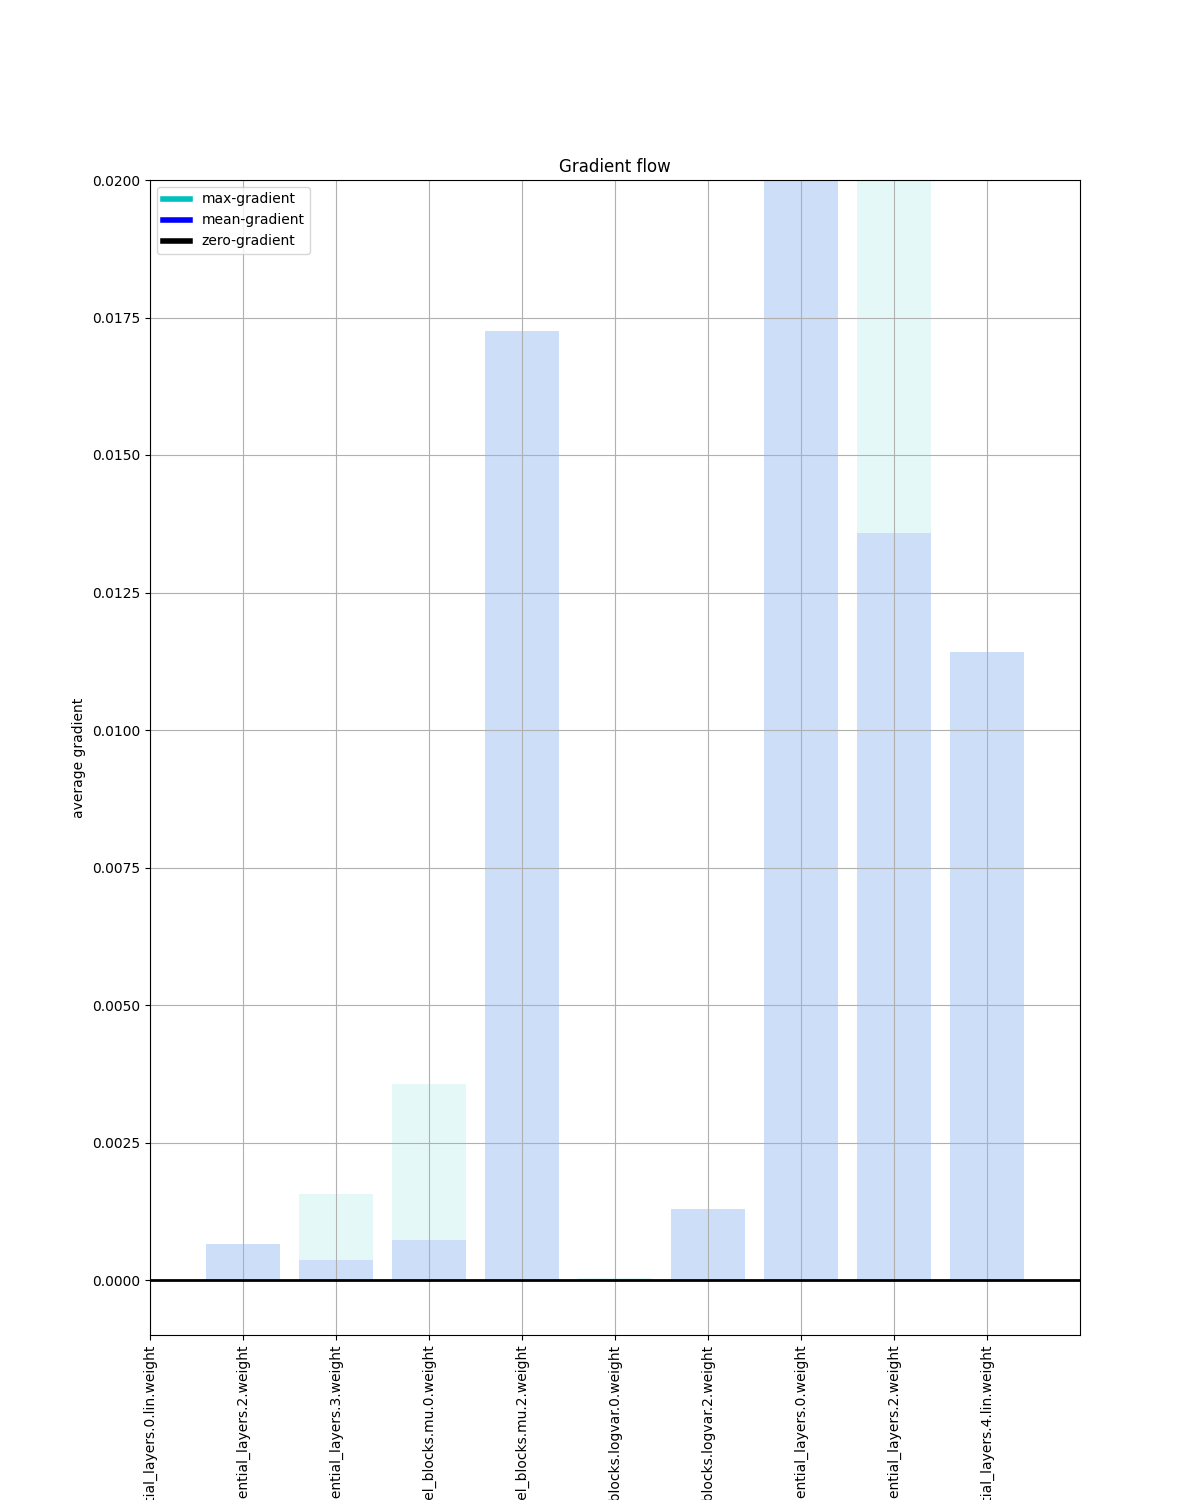 Gradient flow
max-gradient
mean-gradient
zero-gradient
0.0200
0.0175
0.0150
0.0125
0.0100
0.0075
0.0050
0.0025
0.0000
average gradient
tial_layers.0.lin.weight
ential_layers.2.weight
ential_layers.3.weight
el_blocks.mu.0.weight
el_blocks.mu.2.weight
blocks.logvar.0.weight
blocks.logvar.2.weight
ential_layers.0.weight
ential_layers.2.weight
tial_layers.4.lin.weight